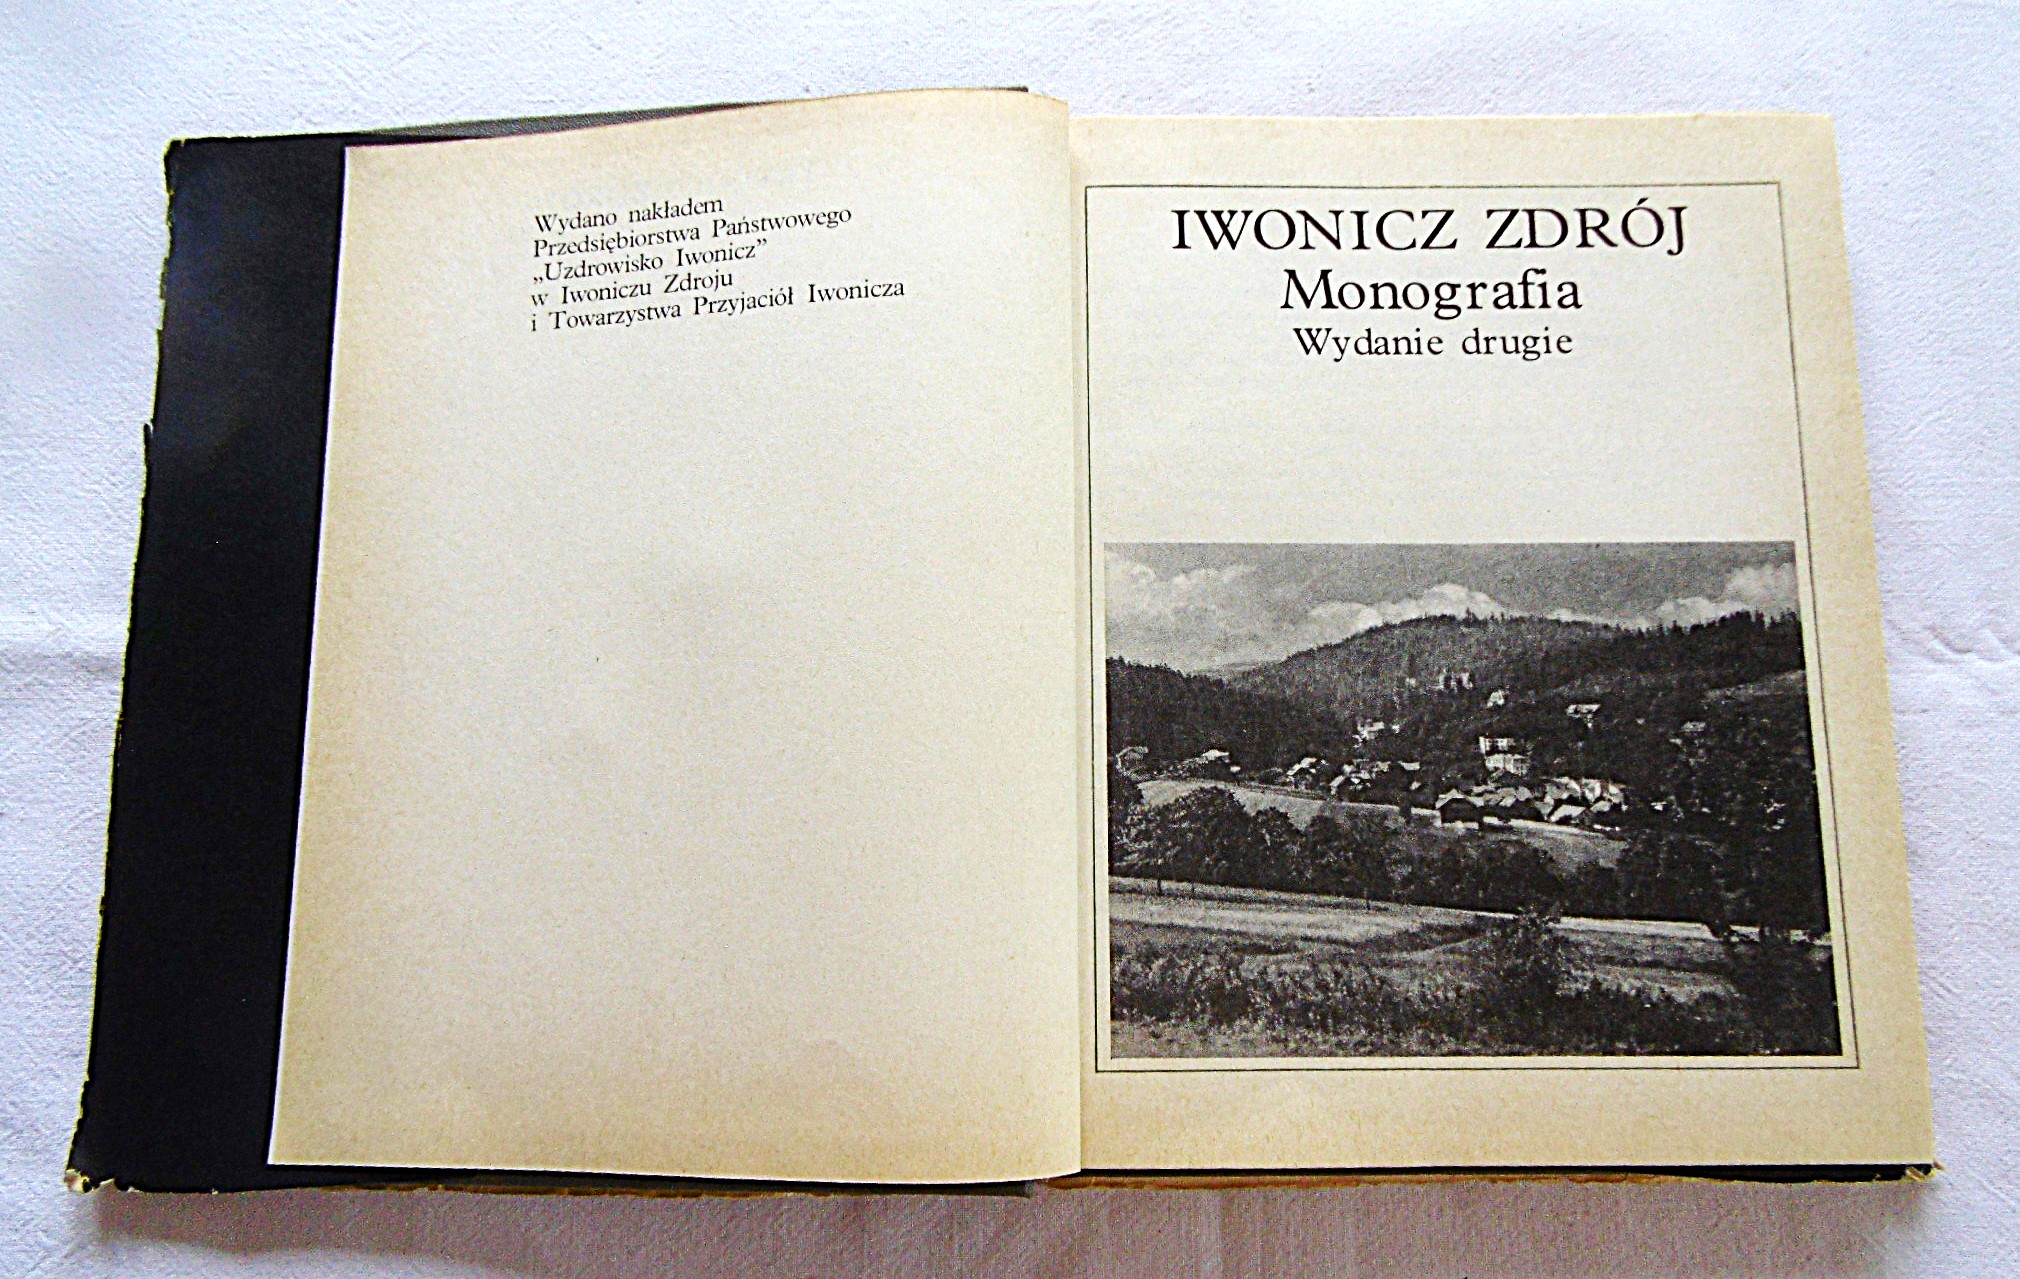 Wydano nakładem
Przedsiębiorstwa Państwowego
„Uzdrowisko Iwonicz”
w Iwoniczu Zdroju
i Towarzystwa Przyjaciół Iwonicza
IWONICZ ZDRÓJ
Monografia
Wydanie drugie